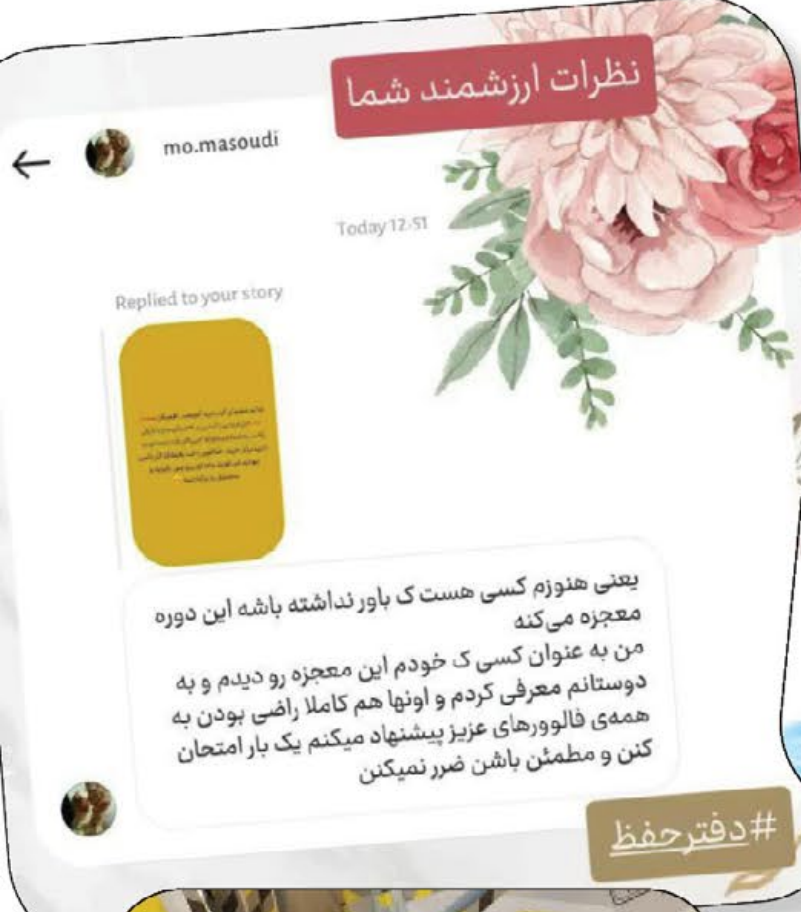 نظرات ارزشمند شما
mo.masoudi
Today 12:51
Replied to your story
یعنی هنوزم کسی هست ک باور نداشته باشه این دوره
معجزه می‌کنه
من به عنوان کسی ک خودم این معجزه رو دیدم و به
دوستانم معرفی کردم و اونها هم کاملا راضی بودن به
همه‌ی فالوورهای عزیز پیشنهاد میکنم یک بار امتحان
کنن و مطمئن باشن ضرر نمیکنن
#دفترحفظ